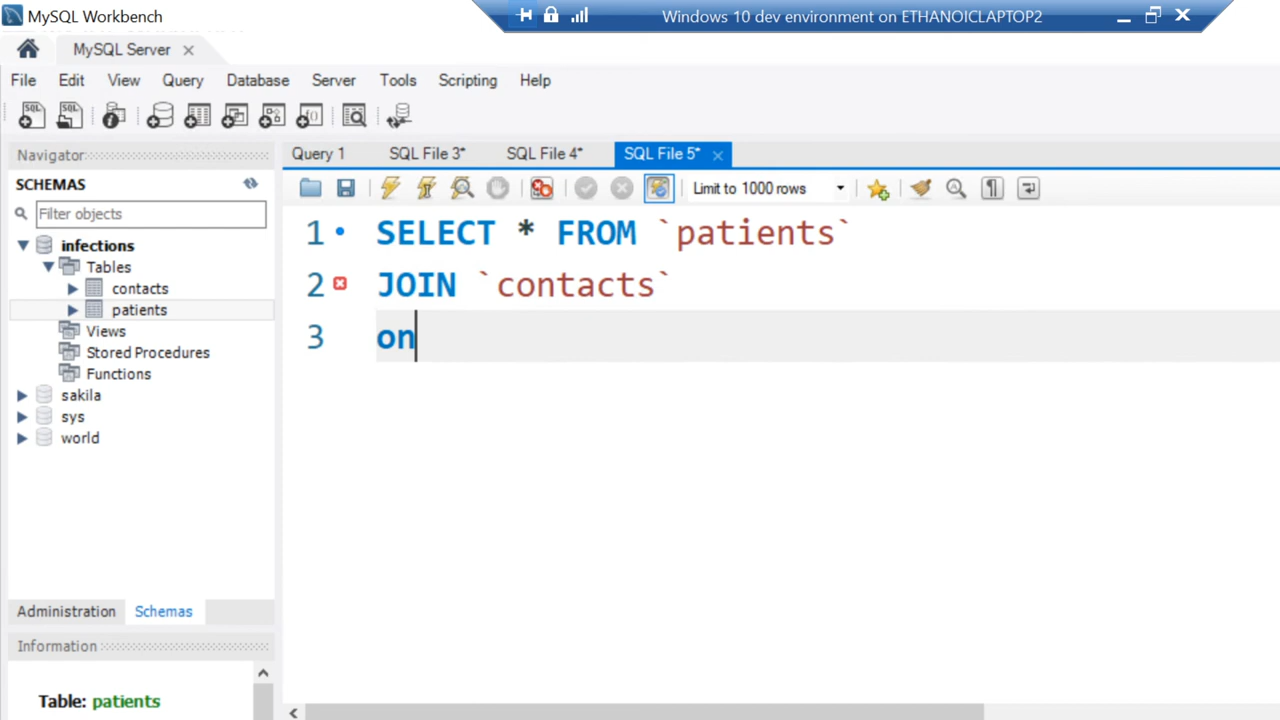 MySQL Workbench
Windows 10 dev environment on ETHANOICLAPTOP2
MySQL Server
File Edit View Query Database Server Tools Scripting Help
Navigator
Query 1 SQL File 3* SQL File 4* SQL File 5*
SCHEMAS
Limit to 1000 rows
Filter objects
infections
Tables
contacts
patients
Views
Stored Procedures
Functions
sakila
sys
world
1 SELECT * FROM `patients`
2 JOIN `contacts`
3 on
Administration Schemas
Information
Table: patients